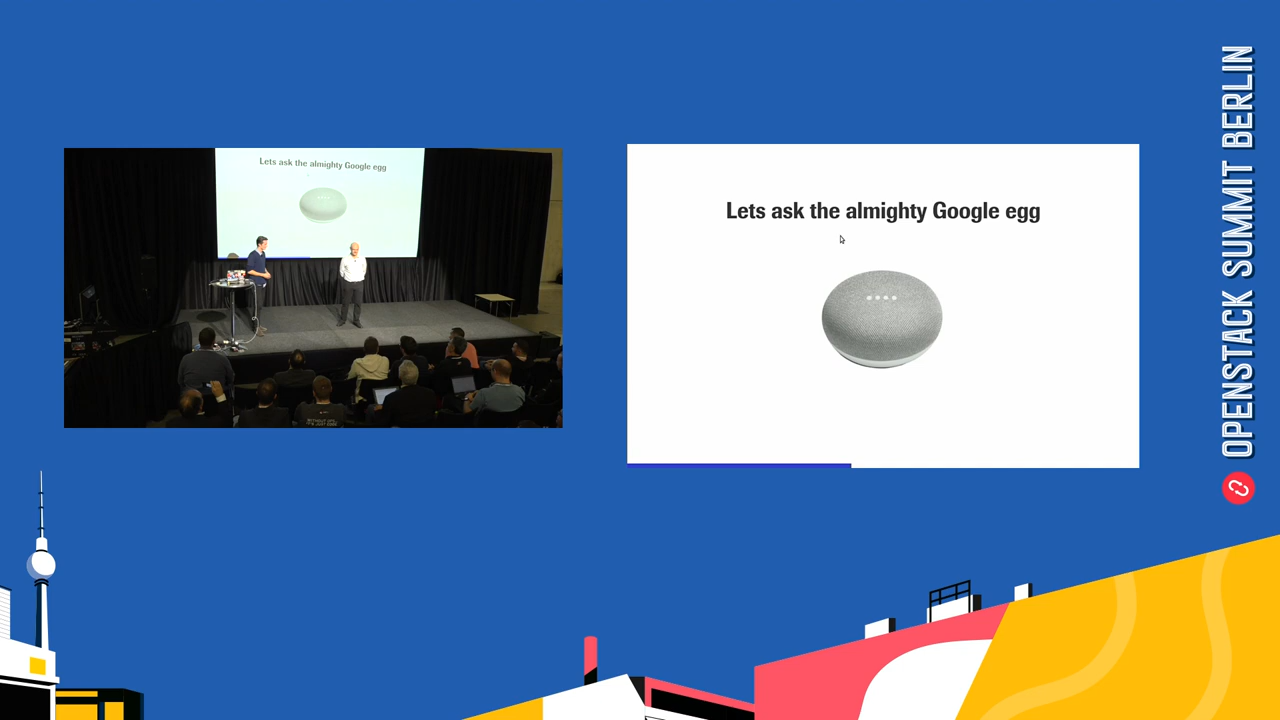 Lets ask the almighty Google egg
Lets ask the almighty Google egg
OPENSTACK SUMMIT BERLIN